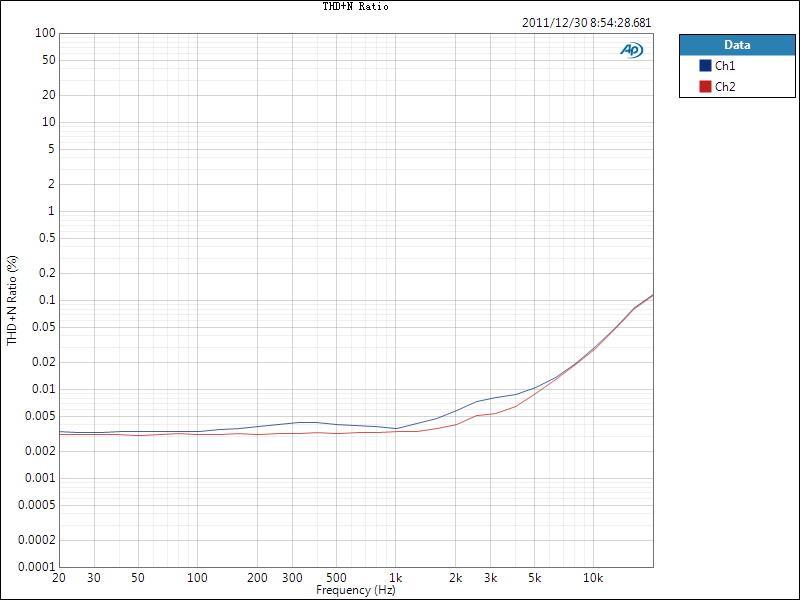 THD+N Ratio
2011/12/30 8:54:28.681
AP
Data
Ch1
Ch2
THD+N Ratio (%)
100
50
20
10
5
2
1
0.5
0.2
0.1
0.05
0.02
0.01
0.005
0.002
0.001
0.0005
0.0002
0.0001
20 30 50 100 200 300 500 1k 2k 3k 5k 10k
Frequency (Hz)